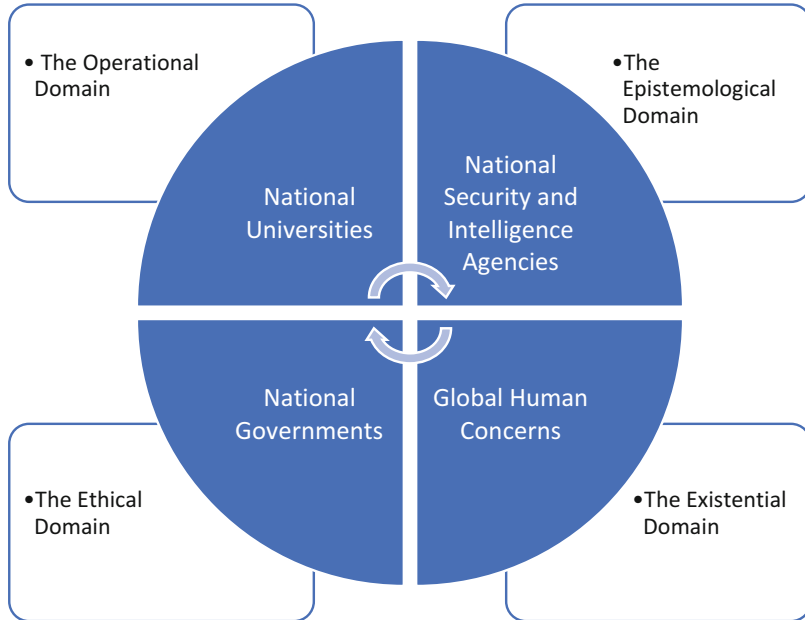 • The Operational
Domain
•The
Epistemological
Domain
National
Universities
National
Security and
Intelligence
Agencies
National
Governments
Global Human
Concerns
•The Ethical
Domain
•The Existential
Domain